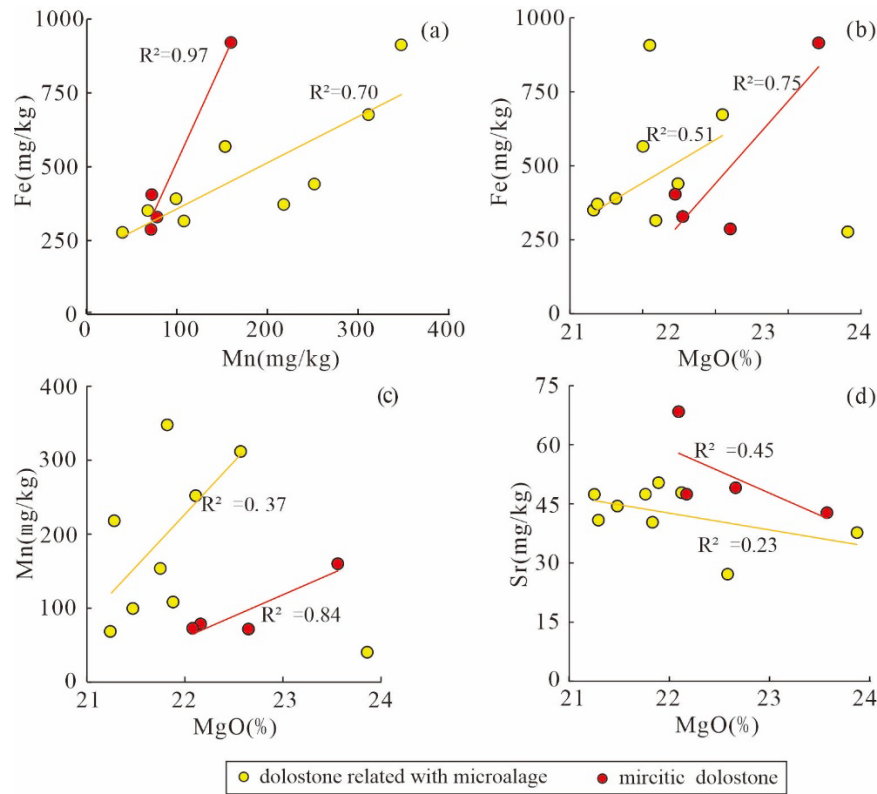 (a)
1000
750
500
250
0
Fe(mg/kg)
R²=0.97
R²=0.70
0 100 200 300 400
Mn(mg/kg)
(b)
1000
750
500
250
0
Fe(mg/kg)
R²=0.75
R²=0.51
21 22 23 24
MgO(%)
(c)
400
300
200
100
0
Mn(mg/kg)
R² =0.37
R² =0.84
21 22 23 24
MgO(%)
(d)
75
60
45
30
15
0
Sr(mg/kg)
R² =0.45
R² =0.23
21 22 23 24
MgO(%)
dolostone related with microalage mircitic dolostone